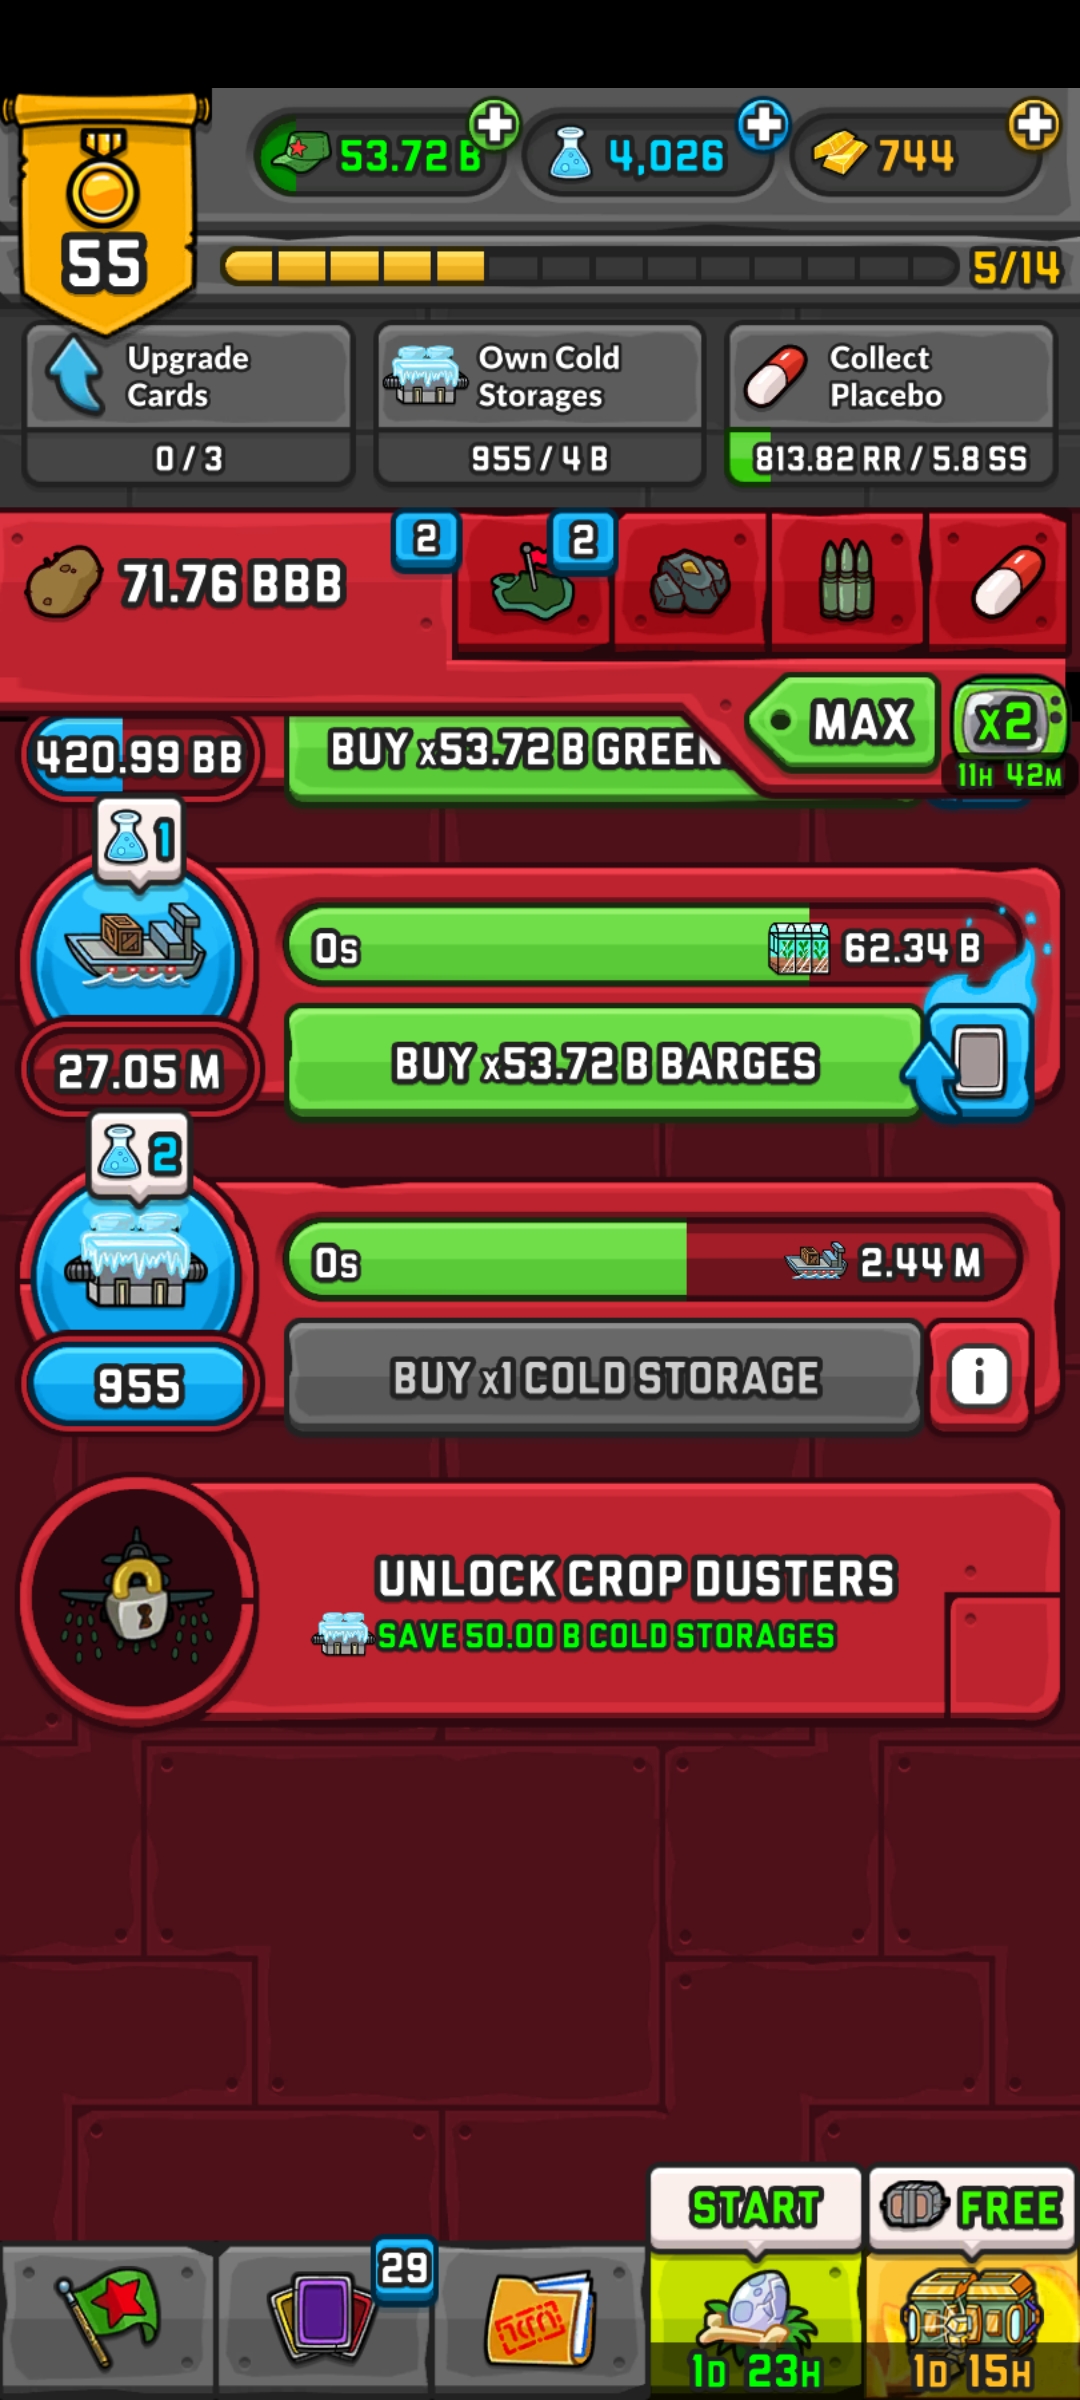 53.72 B
4,026
744
55
5/14
Upgrade
Cards
0 / 3
Own Cold
Storages
955 / 4 B
Collect
Placebo
813.82 RR / 5.8 SS
71.76 BBB
2
2
MAX
x2
11H 42M
420.99 BB
BUY x53.72 B GREEN
1
0s
62.34 B
27.05 M
BUY x53.72 B BARGES
2
0s
2.44 M
955
BUY x1 COLD STORAGE
i
UNLOCK CROP DUSTERS
SAVE 50.00 B COLD STORAGES
START
FREE
29
1D 23H
1D 15H